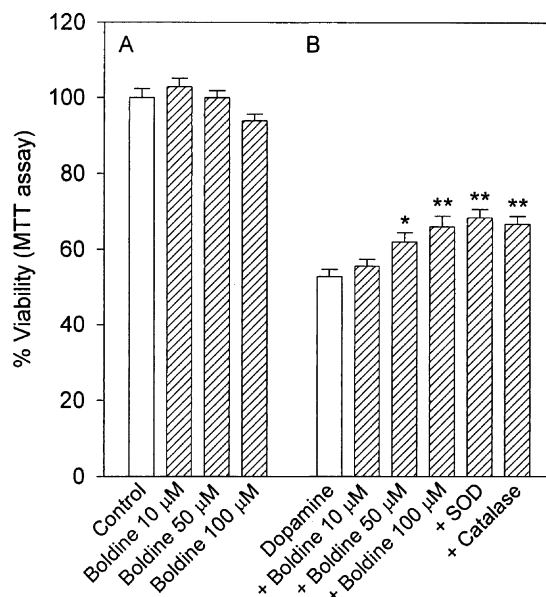 % Viability (MTT assay)
120
100
80
60
40
20
0
A
B
*
**
**
**
Control
Boldine 10 μM
Boldine 50 μM
Boldine 100 μM
Dopamine
+ Boldine 10 μM
+ Boldine 50 μM
+ Boldine 100 μM
+ SOD
+ Catalase